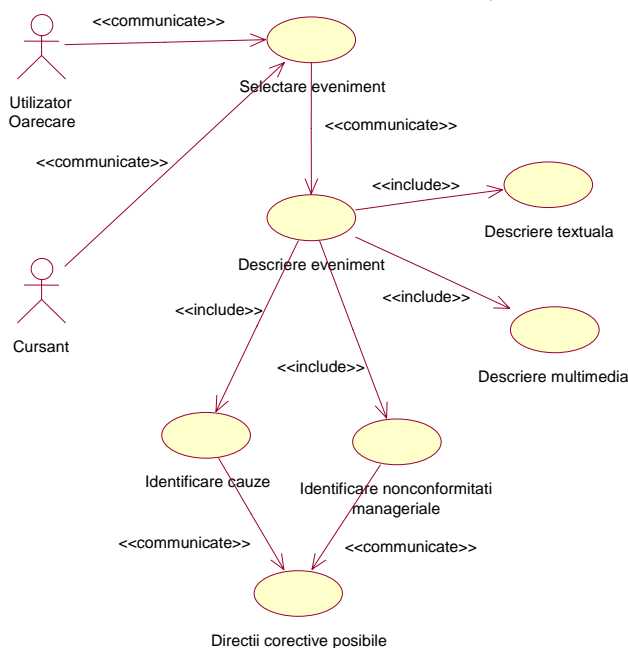 <<communicate>>
Utilizator
Oarecare
Selectare eveniment
<<communicate>>
<<communicate>>
<<include>>
Descriere textuala
Descriere eveniment
Cursant
<<include>>
<<include>>
Descriere multimedia
<<include>>
Identificare cauze
Identificare nonconformitati
manageriale
<<communicate>>
<<communicate>>
Directii corective posibile